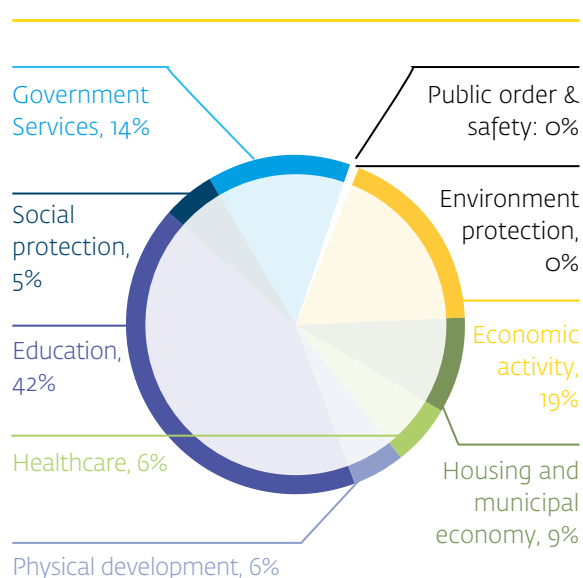 Government
Services, 14%
Public order &
safety: 0%
Social
protection,
5%
Environment
protection,
0%
Education,
42%
Economic
activity,
19%
Healthcare, 6%
Housing and
municipal
economy, 9%
Physical development, 6%